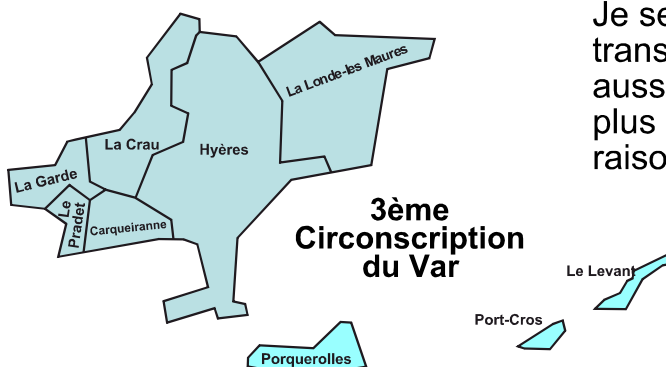 Je se
trans
aussi
plus
raiso
La Londe-les Maures
La Crau
Hyères
La Garde
Le
Pradet
Carqueiranne
3ème
Circonscription
du Var
Le Levant
Port-Cros
Porquerolles